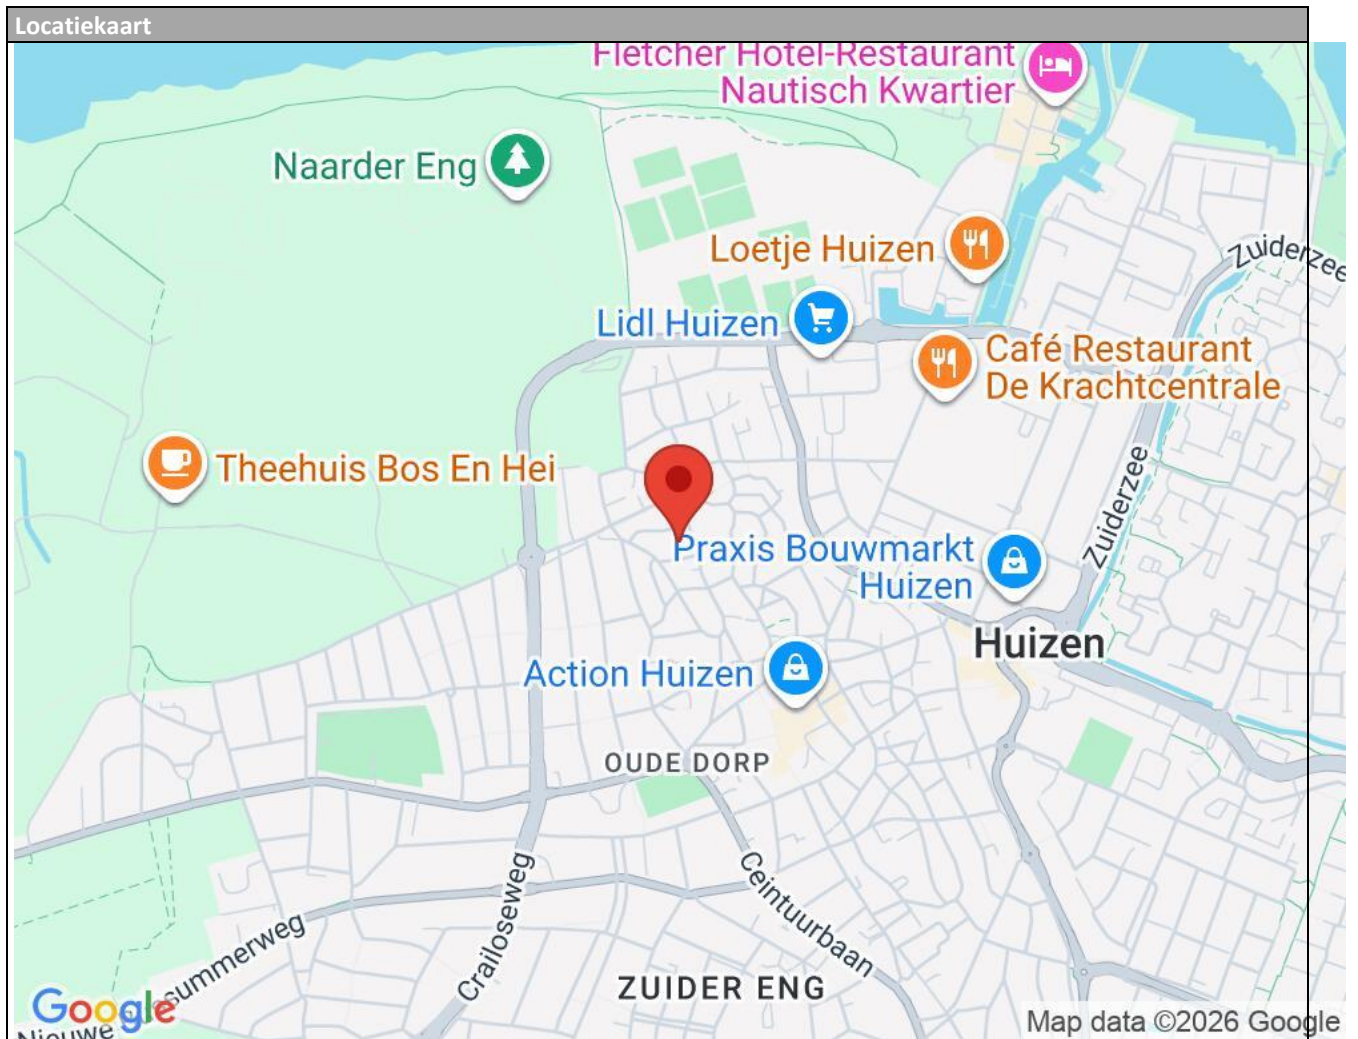 Locatiekaart
Fletcher Hotel-Restaurant
Nautisch Kwartier
Naarder Eng
Loetje Huizen
Zuiderzee
Lidl Huizen
Café Restaurant
De Krachtcentrale
Theehuis Bos En Hei
Zuiderzee
Praxis Bouwmarkt
Huizen
Huizen
Action Huizen
OUDE DORP
Ceintuurbaan
Crailoseweg
summerweg
ZUIDER ENG
Google
Nieuwe
Map data ©2026 Google